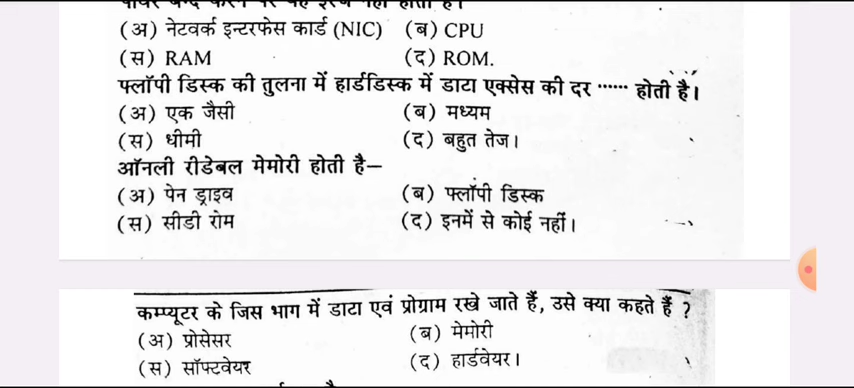 (अ) नेटवर्क इन्टरफेस कार्ड (NIC) (ब) CPU
(स) RAM (द) ROM.
फ्लॉपी डिस्क की तुलना में हार्डडिस्क में डाटा एक्सेस की दर ...... होती है।
(अ) एक जैसी (ब) मध्यम
(स) धीमी (द) बहुत तेज।
ऑनली रीडेबल मेमोरी होती है—
(अ) पेन ड्राइव (ब) फ्लॉपी डिस्क
(स) सीडी रोम (द) इनमें से कोई नहीं।
कम्प्यूटर के जिस भाग में डाटा एवं प्रोग्राम रखे जाते हैं, उसे क्या कहते हैं ?
(अ) प्रोसेसर (ब) मेमोरी
(स) सॉफ्टवेयर (द) हार्डवेयर।